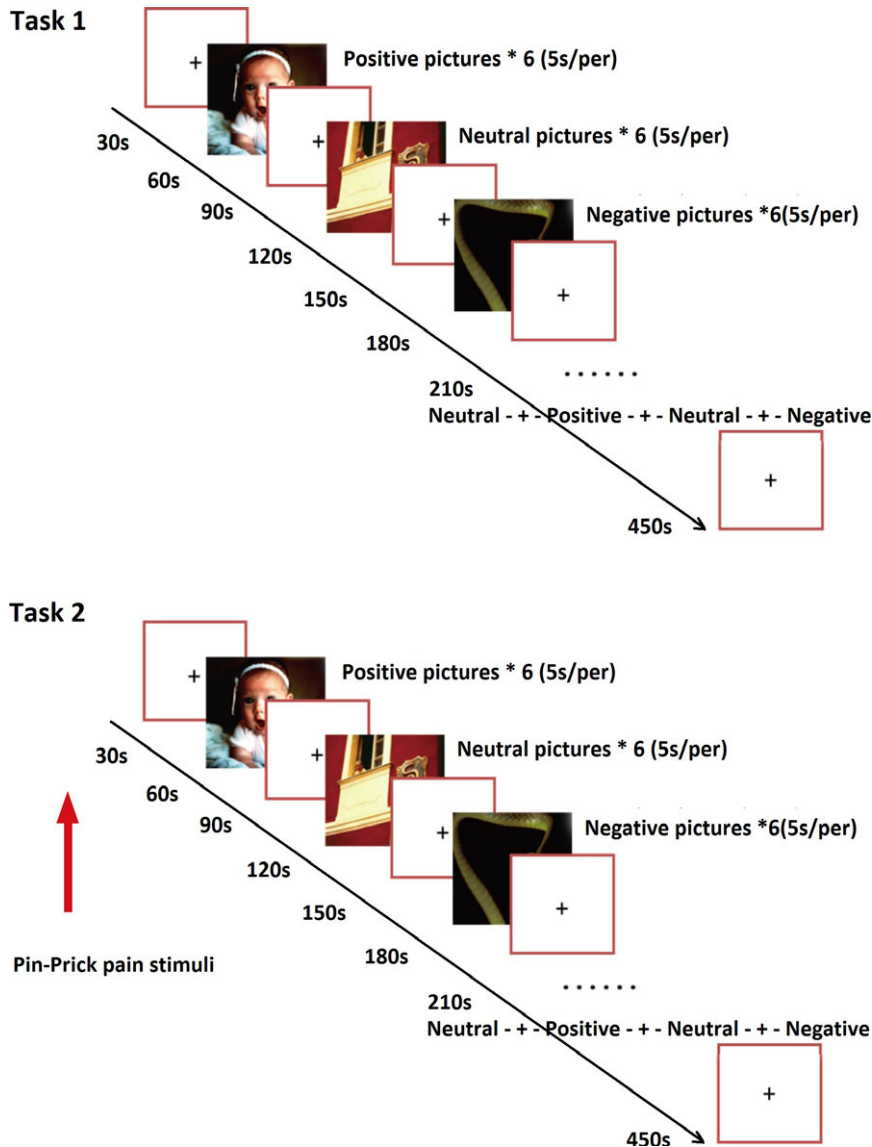 Task 1
+
Positive pictures * 6 (5s/per)
+
Neutral pictures * 6 (5s/per)
30s
60s
+
Negative pictures *6(5s/per)
90s
120s
+
150s
180s
......
210s
Neutral - + - Positive - + - Neutral - + - Negative
+
450s
Task 2
+
Positive pictures * 6 (5s/per)
+
Neutral pictures * 6 (5s/per)
30s
60s
+
Negative pictures *6(5s/per)
90s
120s
+
150s
Pin-Prick pain stimuli
180s
......
210s
Neutral - + - Positive - + - Neutral - + - Negative
+
450s